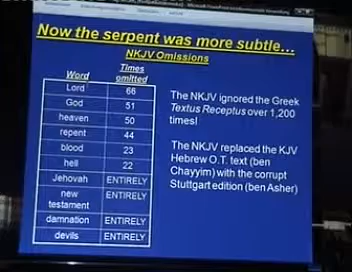 Now the serpent was more subtle...
NKJV Omissions
Word Times omitted
Lord 66
God 51
heaven 50
repent 44
blood 23
hell 22
Jehovah ENTIRELY
new testament ENTIRELY
damnation ENTIRELY
devils ENTIRELY
The NKJV ignored the Greek
Textus Receptus over 1,200
times!
The NKJV replaced the KJV
Hebrew O.T. text (ben
Chayyim) with the corrupt
Stuttgart edition (ben Asher)